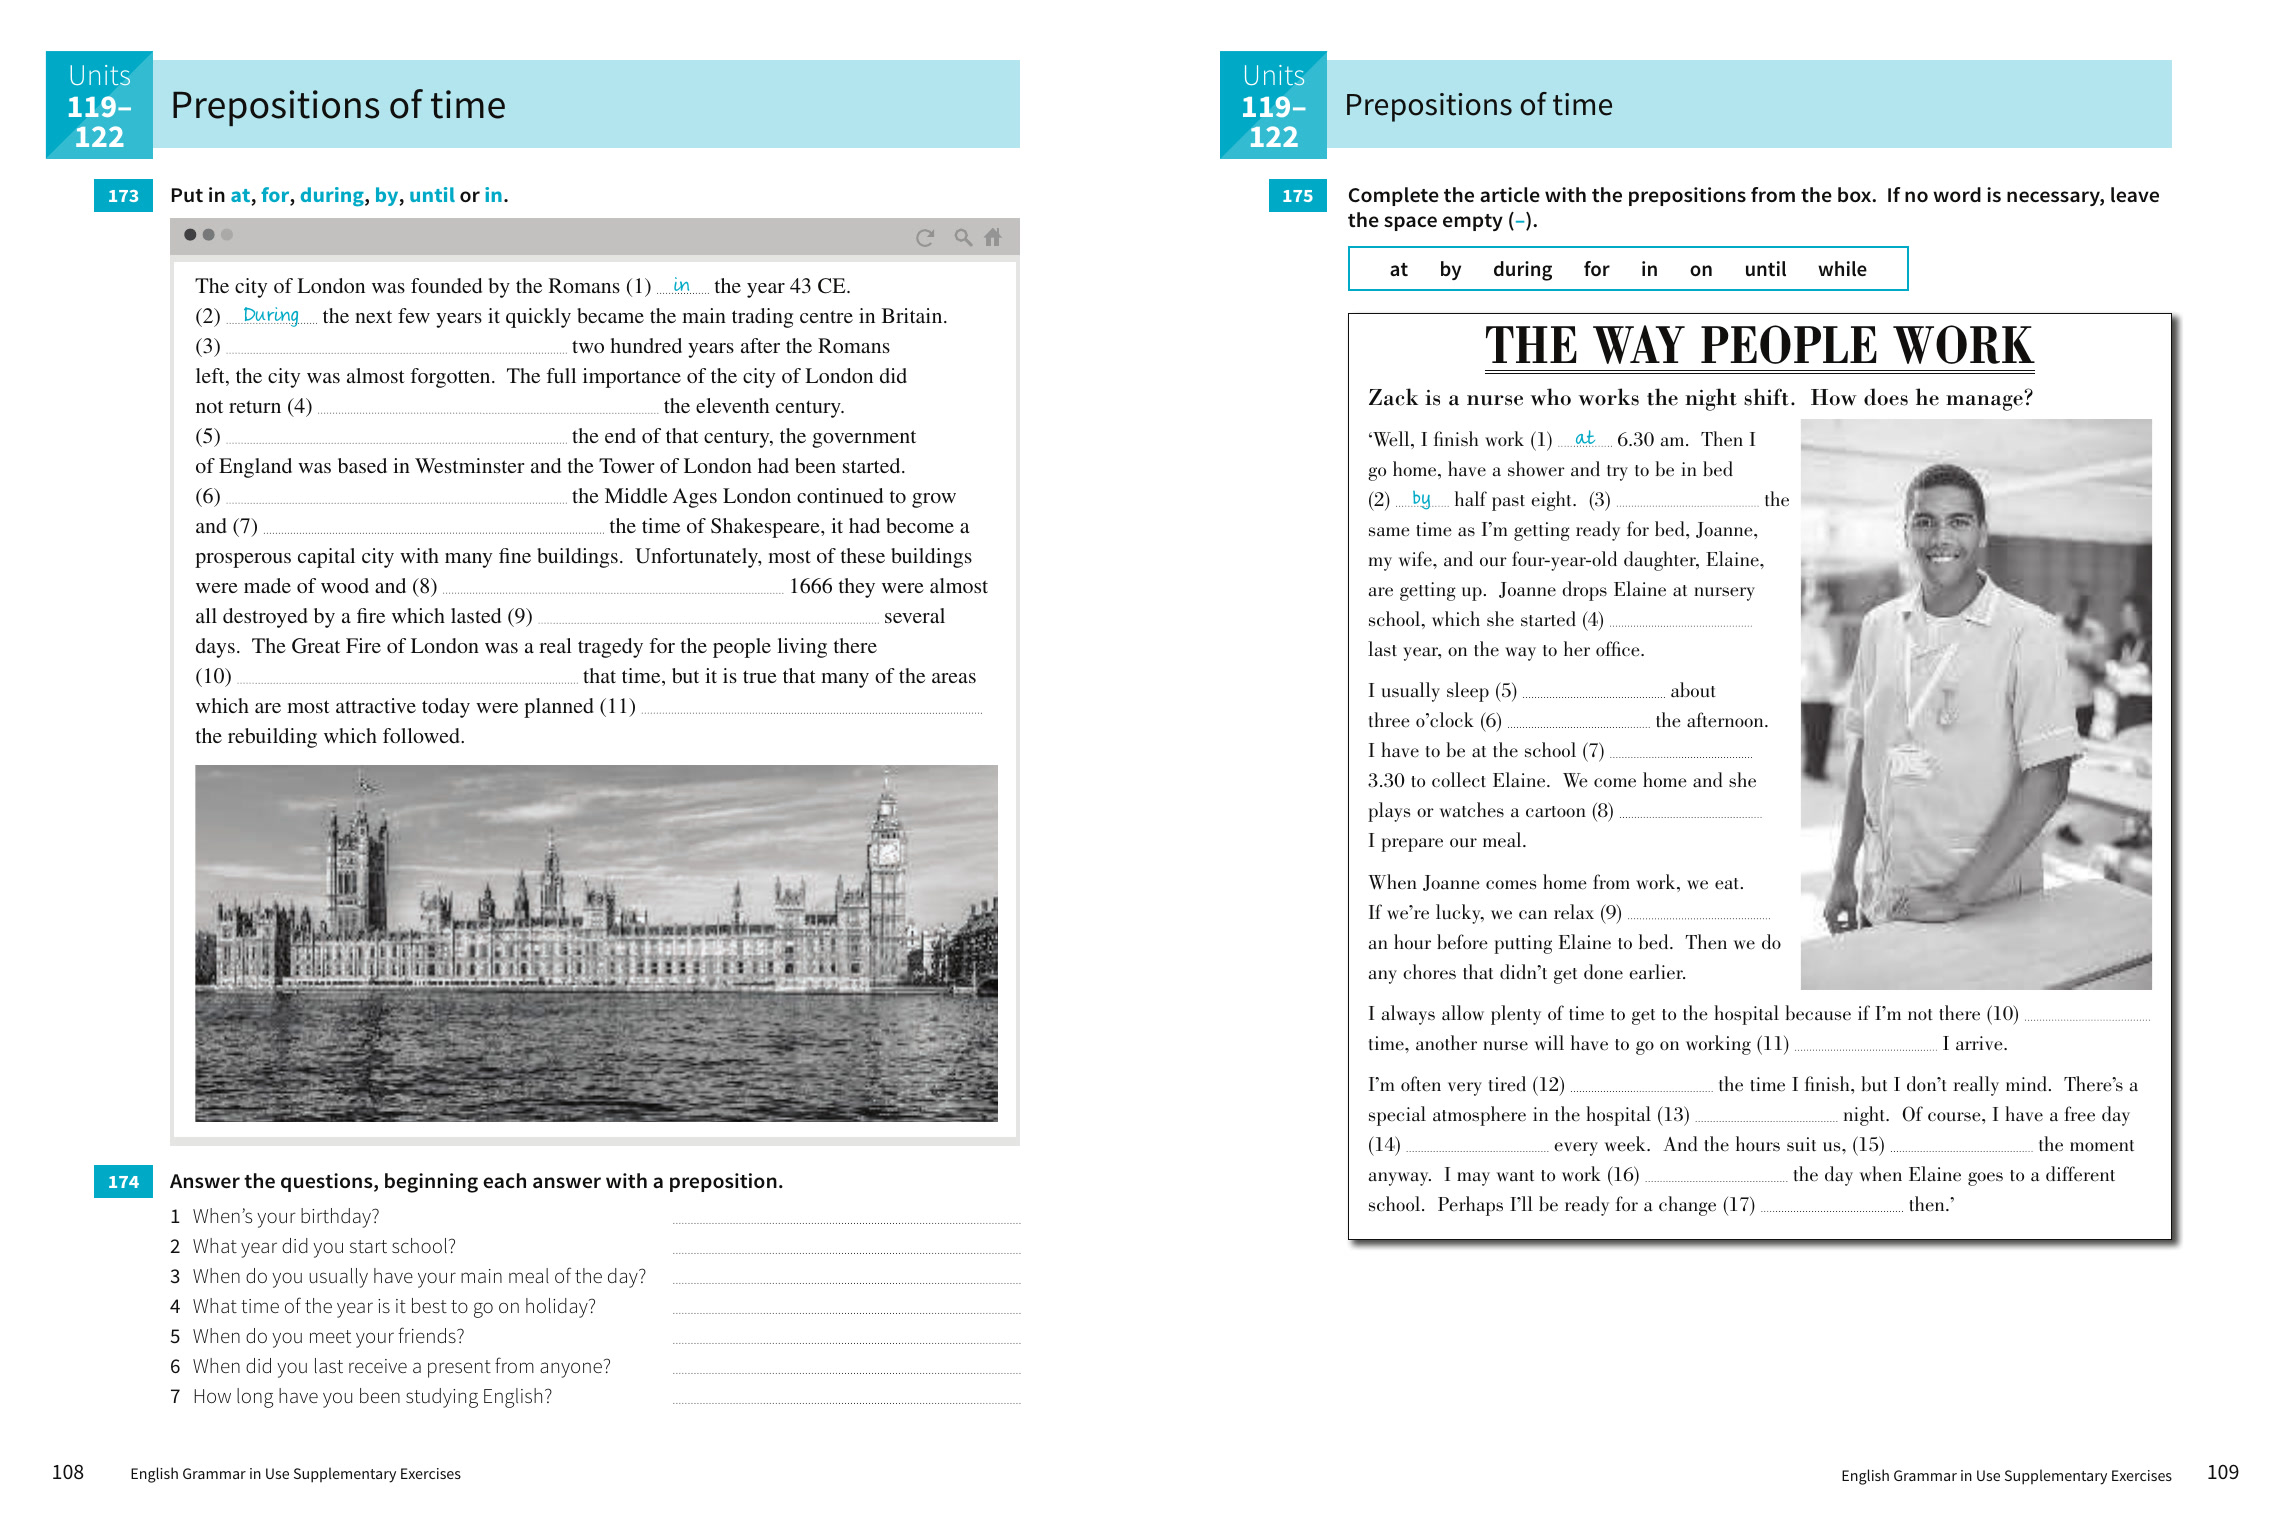 Units
119–
122
Prepositions of time
173 Put in at, for, during, by, until or in.
The city of London was founded by the Romans (1) in the year 43 CE.
(2) During the next few years it quickly became the main trading centre in Britain.
(3) two hundred years after the Romans
left, the city was almost forgotten. The full importance of the city of London did
not return (4) the eleventh century.
(5) the end of that century, the government
of England was based in Westminster and the Tower of London had been started.
(6) the Middle Ages London continued to grow
and (7) the time of Shakespeare, it had become a
prosperous capital city with many fine buildings. Unfortunately, most of these buildings
were made of wood and (8) 1666 they were almost
all destroyed by a fire which lasted (9) several
days. The Great Fire of London was a real tragedy for the people living there
(10) that time, but it is true that many of the areas
which are most attractive today were planned (11)
the rebuilding which followed.
174 Answer the questions, beginning each answer with a preposition.
1 When's your birthday?
2 What year did you start school?
3 When do you usually have your main meal of the day?
4 What time of the year is it best to go on holiday?
5 When do you meet your friends?
6 When did you last receive a present from anyone?
7 How long have you been studying English?
108 English Grammar in Use Supplementary Exercises
Units
119–
122
Prepositions of time
175 Complete the article with the prepositions from the box. If no word is necessary, leave
the space empty (–).
at by during for in on until while
THE WAY PEOPLE WORK
Zack is a nurse who works the night shift. How does he manage?
‘Well, I finish work (1) at 6.30 am. Then I
go home, have a shower and try to be in bed
(2) by half past eight. (3) the
same time as I’m getting ready for bed, Joanne,
my wife, and our four-year-old daughter, Elaine,
are getting up. Joanne drops Elaine at nursery
school, which she started (4)
last year, on the way to her office.
I usually sleep (5) about
three o’clock (6) the afternoon.
I have to be at the school (7)
3.30 to collect Elaine. We come home and she
plays or watches a cartoon (8)
I prepare our meal.
When Joanne comes home from work, we eat.
If we’re lucky, we can relax (9)
an hour before putting Elaine to bed. Then we do
any chores that didn’t get done earlier.
I always allow plenty of time to get to the hospital because if I’m not there (10)
time, another nurse will have to go on working (11) I arrive.
I’m often very tired (12) the time I finish, but I don’t really mind. There’s a
special atmosphere in the hospital (13) night. Of course, I have a free day
(14) every week. And the hours suit us, (15) the moment
anyway. I may want to work (16) the day when Elaine goes to a different
school. Perhaps I’ll be ready for a change (17) then.’
English Grammar in Use Supplementary Exercises 109